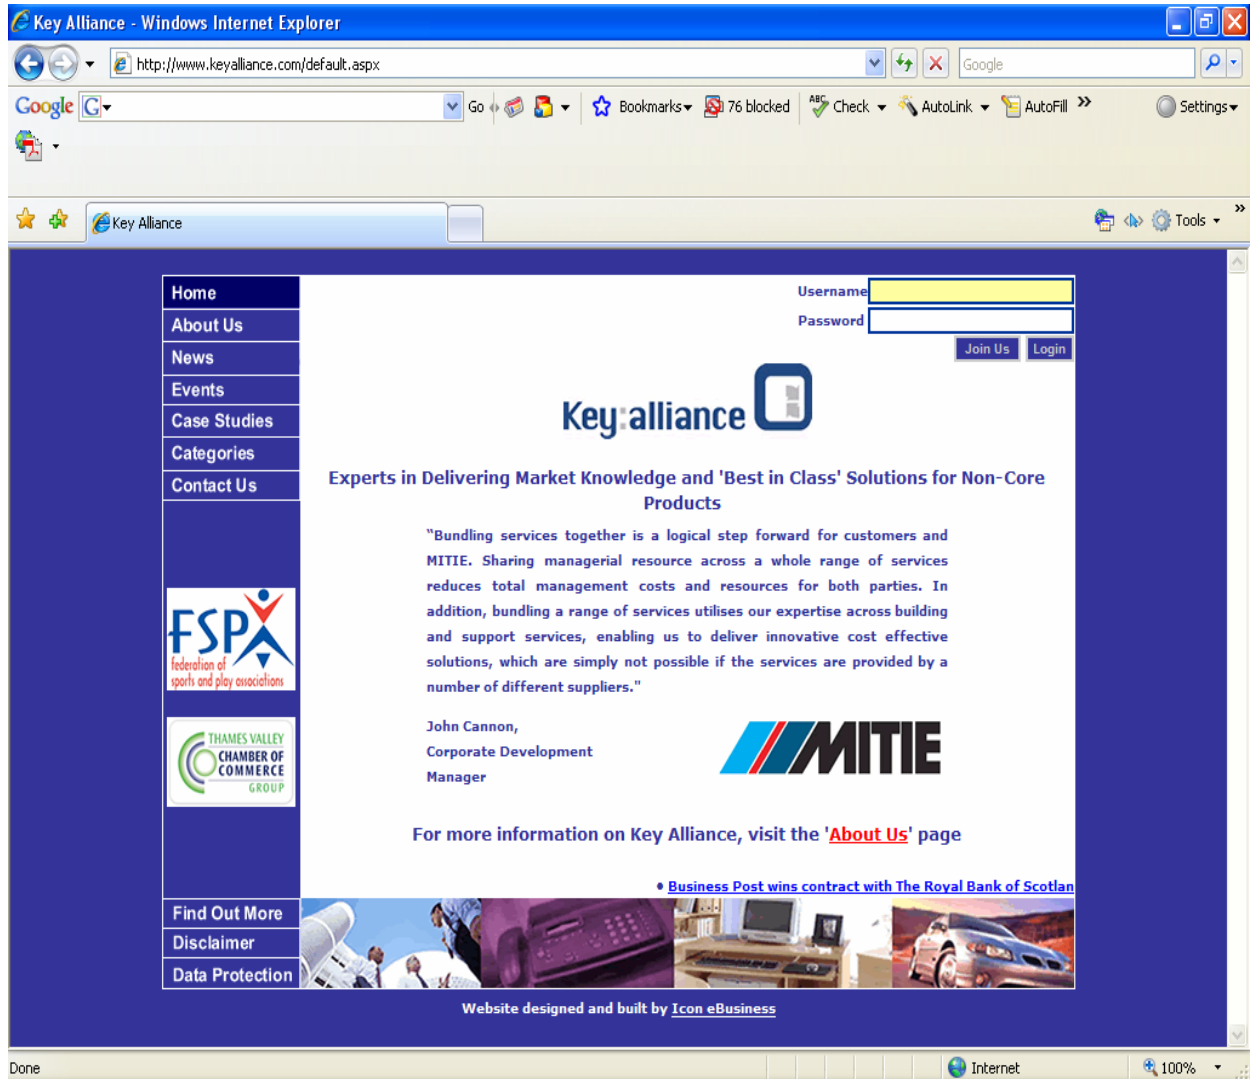 Key Alliance - Windows Internet Explorer
http://www.keyalliance.com/default.aspx
Google
Google G Go Bookmarks 76 blocked ABC Check AutoLink AutoFill » Settings
Key Alliance
Tools »
Home
About Us
News
Events
Case Studies
Categories
Contact Us
Username
Password
Join Us Login
Key:alliance
Experts in Delivering Market Knowledge and 'Best in Class' Solutions for Non-Core
Products
"Bundling services together is a logical step forward for customers and
MITIE. Sharing managerial resource across a whole range of services
reduces total management costs and resources for both parties. In
addition, bundling a range of services utilises our expertise across building
and support services, enabling us to deliver innovative cost effective
solutions, which are simply not possible if the services are provided by a
number of different suppliers."
John Cannon,
Corporate Development
Manager
MITIE
FSPA
federation of
sports and play associations
THAMES VALLEY
CHAMBER OF
COMMERCE
GROUP
For more information on Key Alliance, visit the 'About Us' page
• Business Post wins contract with The Royal Bank of Scotlan
Find Out More
Disclaimer
Data Protection
Website designed and built by Icon eBusiness
Done Internet 100%